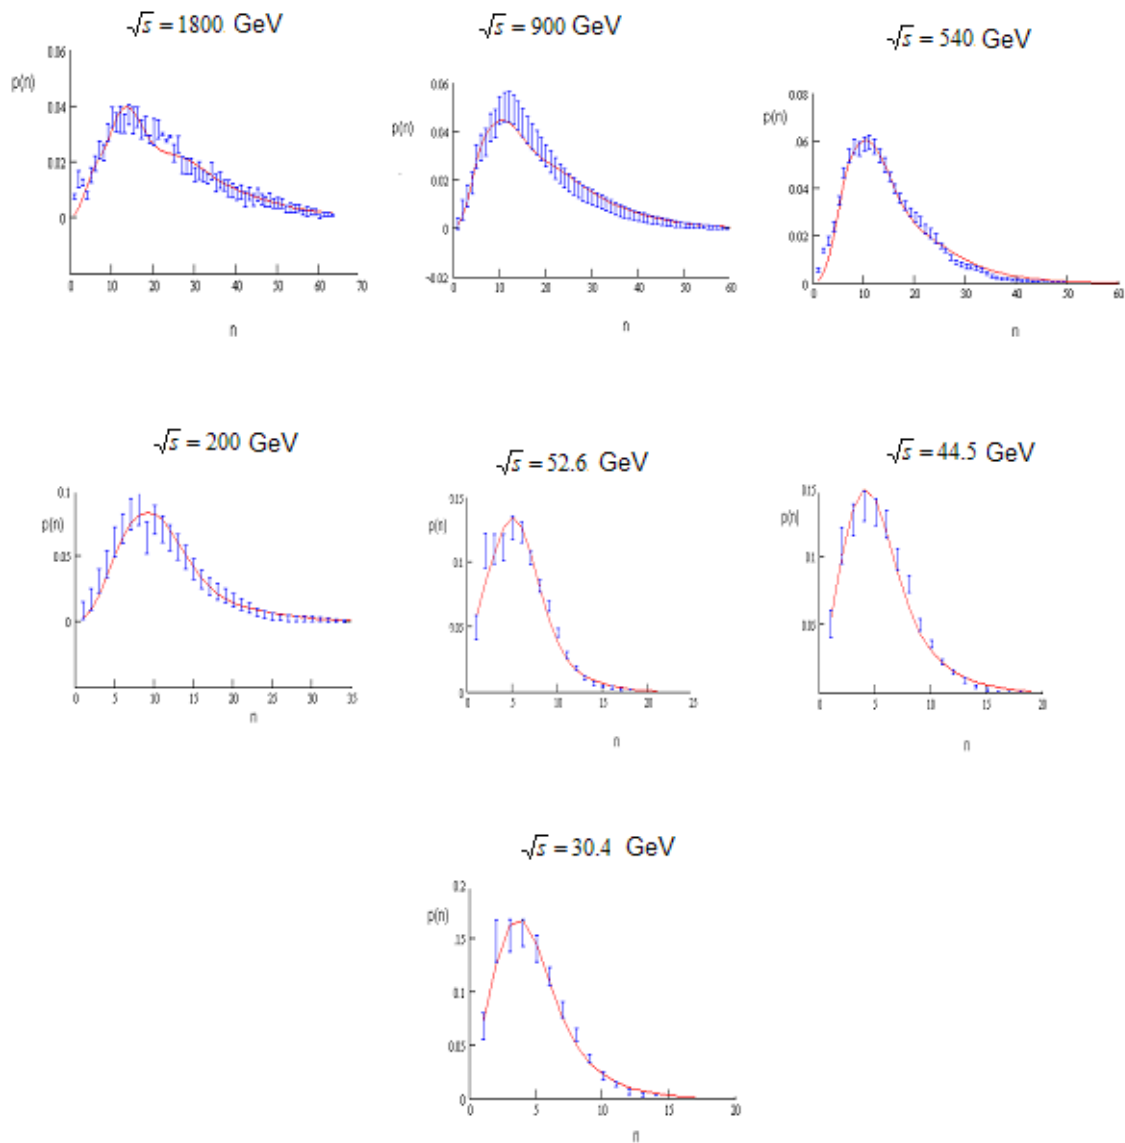 √s = 1800 GeV
√s = 900 GeV
√s = 540 GeV
0.06
0.04
0.02
0
p(n)
0 10 20 30 40 50 60 70
n
0.06
0.04
0.02
0
-0.02
p(n)
0 10 20 30 40 50 60
n
0.08
0.06
0.04
0.02
0
p(n)
0 10 20 30 40 50 60
n
√s = 200 GeV
√s = 52.6 GeV
√s = 44.5 GeV
0.1
0.05
0
p(n)
0 5 10 15 20 25 30 35
n
0.15
0.1
0.05
0
p(n)
0 5 10 15 20 25
n
0.15
0.1
0.05
p(n)
0 5 10 15 20
n
√s = 30.4 GeV
0.2
0.15
0.1
0.05
0
p(n)
0 5 10 15 20
n